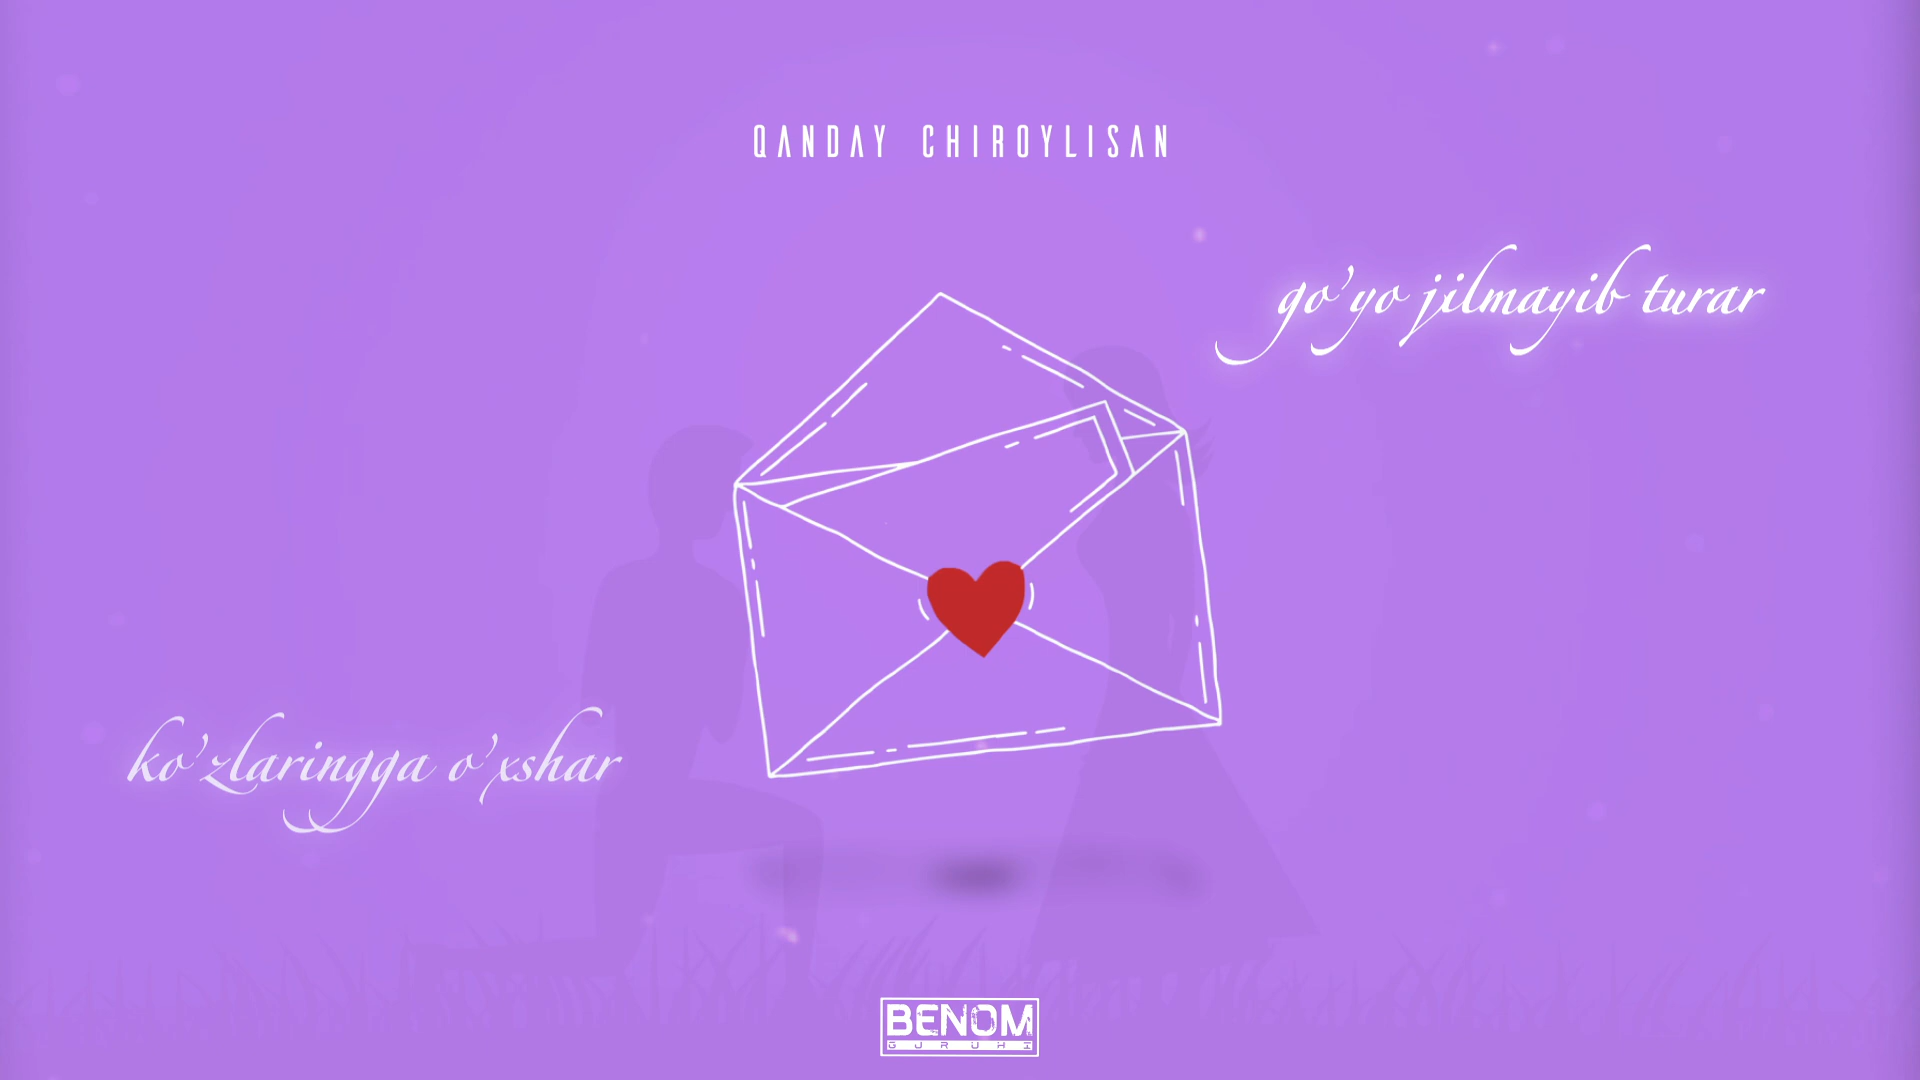 QANDAY CHIROYLISAN
go'yo jilmayib turar
ko'zlaringga o'xshar
BENOM
GURUHI